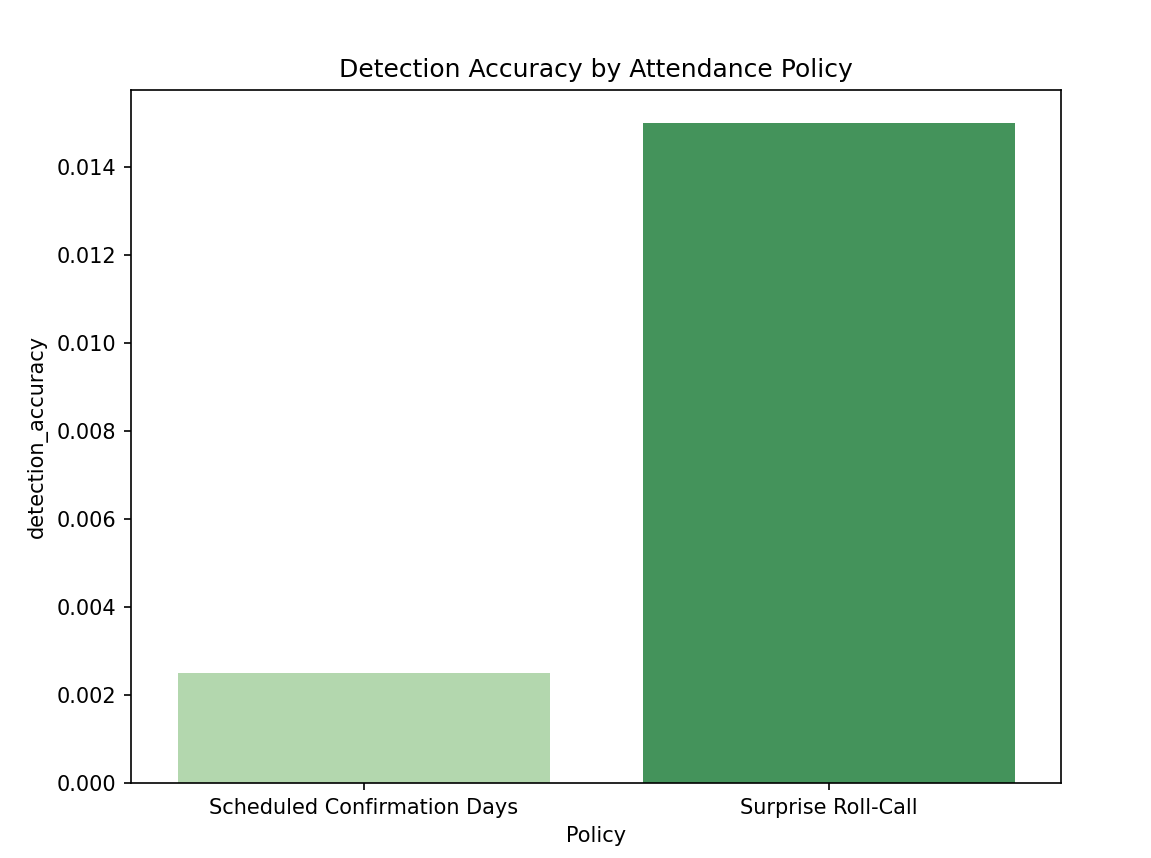 Detection Accuracy by Attendance Policy
detection_accuracy
0.014
0.012
0.010
0.008
0.006
0.004
0.002
0.000
Scheduled Confirmation Days
Surprise Roll-Call
Policy